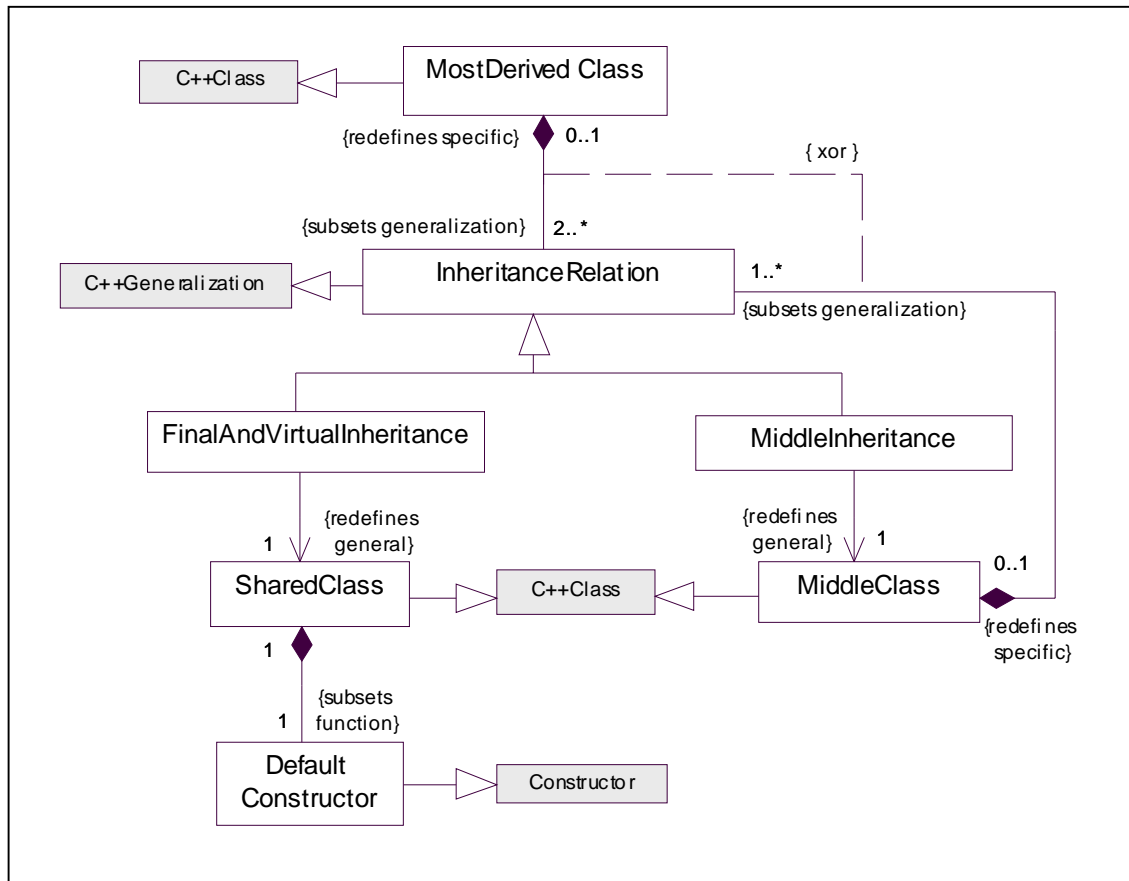 MostDerived Class
C++Class
{redefines specific}
0..1
{ xor }
{subsets generalization}
2..*
InheritanceRelation
1..*
C++Generalization
{subsets generalization}
FinalAndVirtualInheritance
MiddleInheritance
{redefines
general}
1
{redefines
general}
1
0..1
SharedClass
C++Class
MiddleClass
{redefines
specific}
1
{subsets
function}
1
Default
Constructor
Constructor